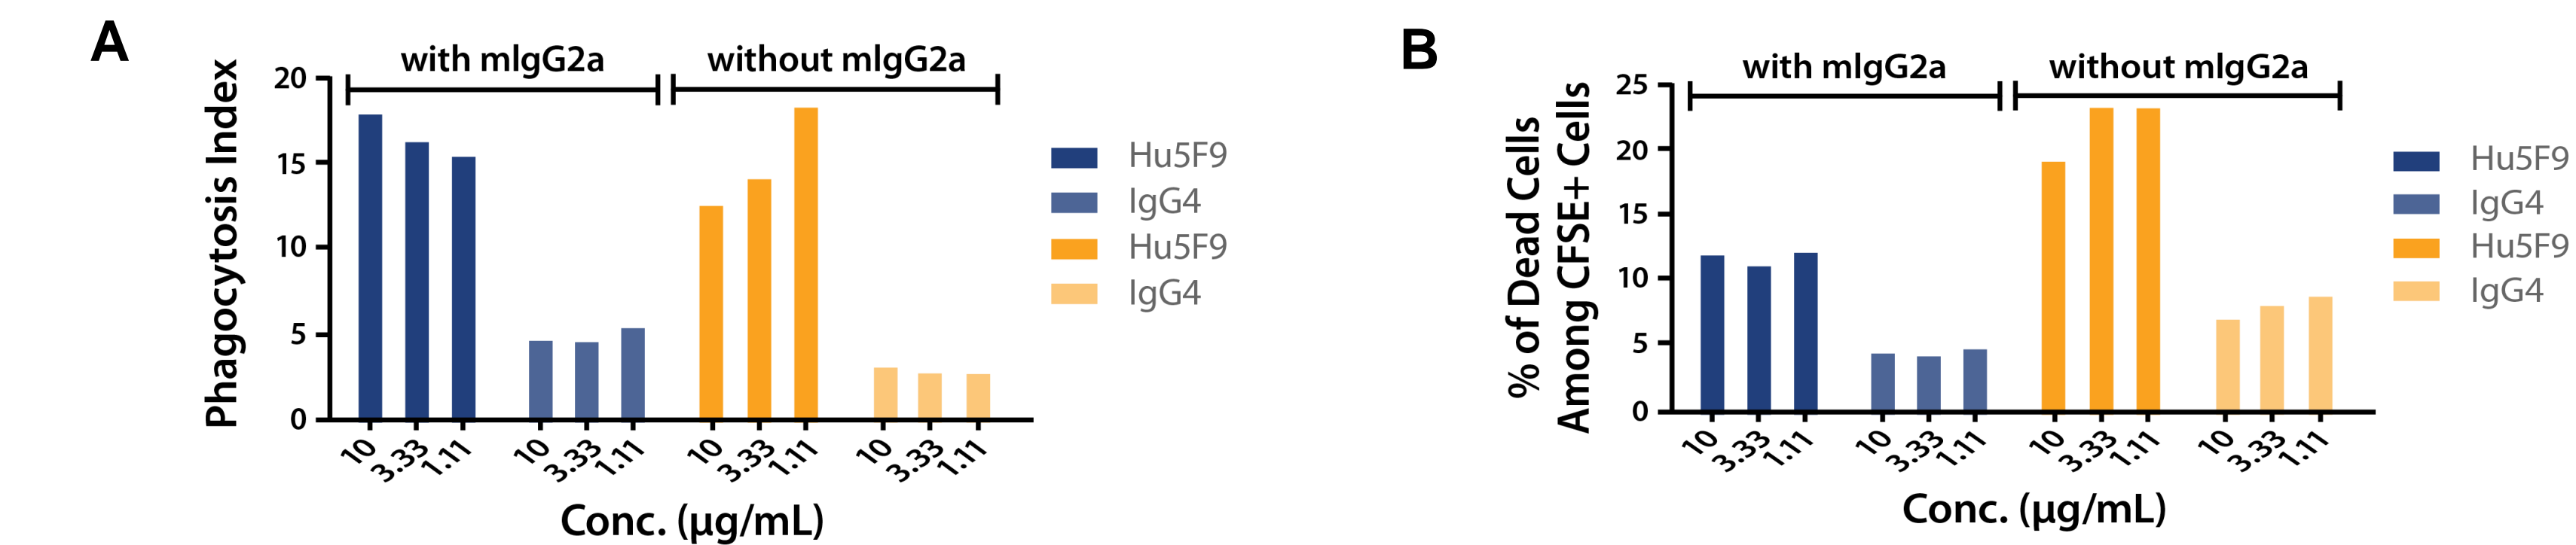 A
with mIgG2a
without mIgG2a
Phagocytosis Index
20
15
10
5
0
10
3.33
1.11
10
3.33
1.11
10
3.33
1.11
10
3.33
1.11
Conc. (µg/mL)
Hu5F9
IgG4
Hu5F9
IgG4
B
with mIgG2a
without mIgG2a
% of Dead Cells
Among CFSE+ Cells
25
20
15
10
5
0
10
3.33
1.11
10
3.33
1.11
10
3.33
1.11
10
3.33
1.11
Conc. (µg/mL)
Hu5F9
IgG4
Hu5F9
IgG4